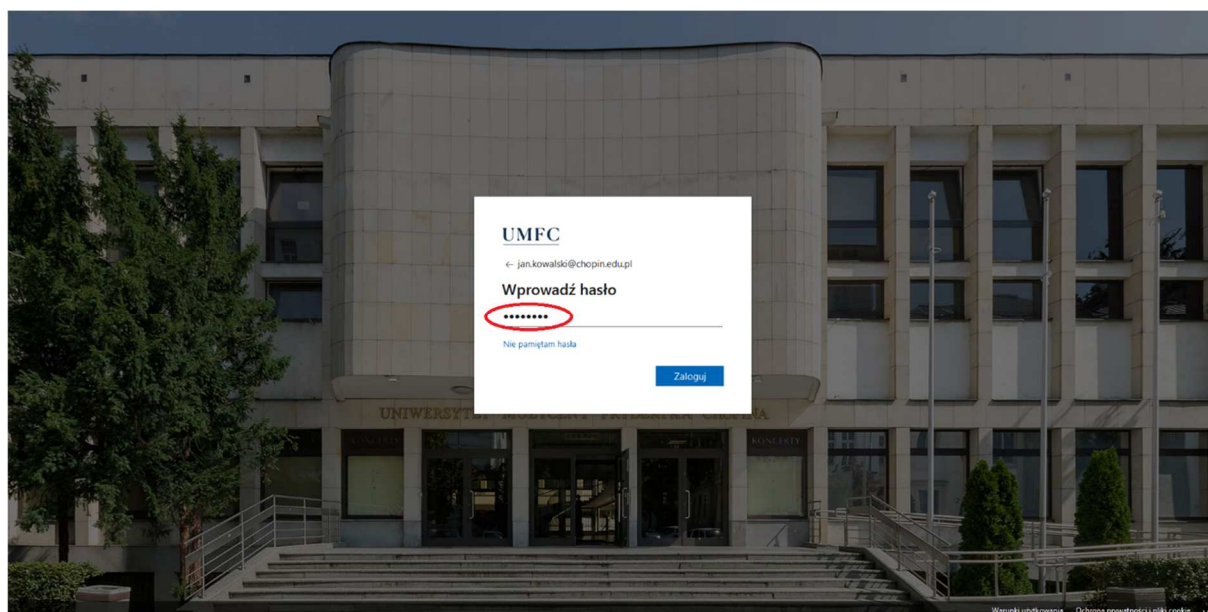 UMFC
← jan.kowalski@chopin.edu.pl
Wprowadź hasło
••••••••
Nie pamiętam hasła
Zaloguj
KONCERTY
Warunki użytkowania Ochrona prywatności i pliki cookie